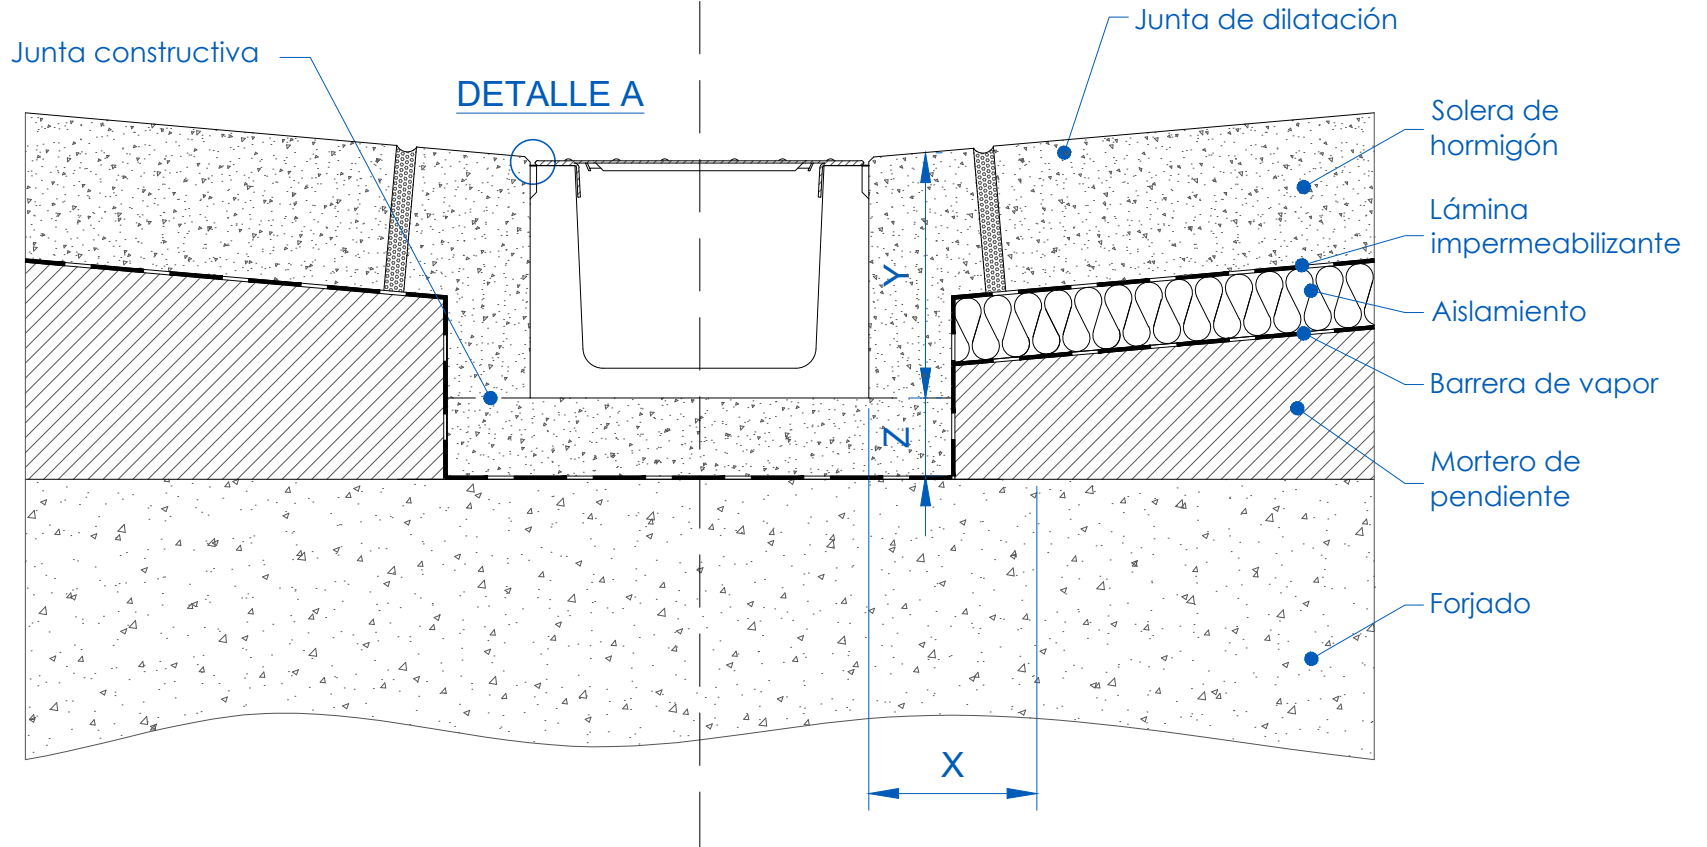 Junta de dilatación
Junta constructiva
DETALLE A
Solera de
hormigón
Lámina
impermeabilizante
Y
Aislamiento
Barrera de vapor
Z
Mortero de
pendiente
Forjado
X